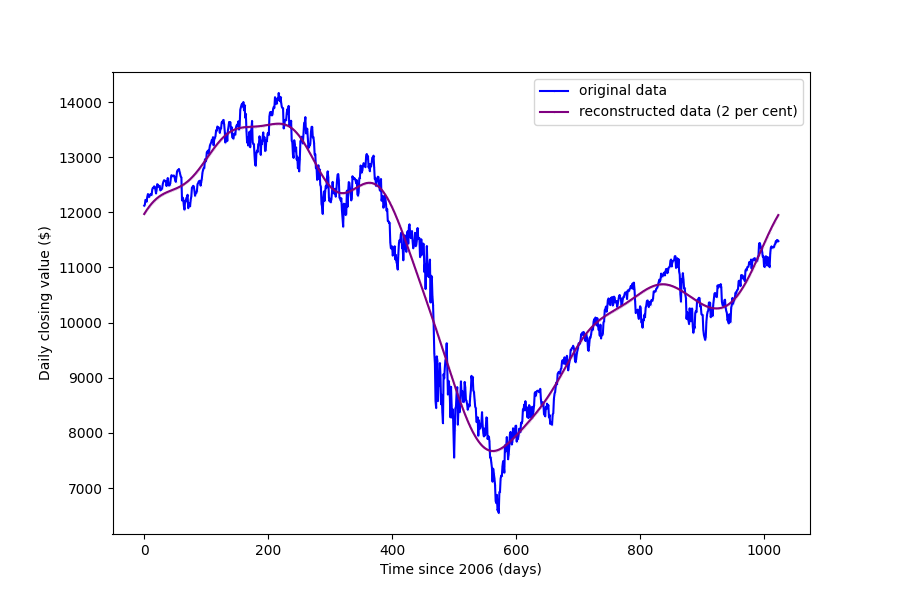 original data
reconstructed data (2 per cent)
14000
13000
12000
11000
10000
9000
8000
7000
Daily closing value ($)
0 200 400 600 800 1000
Time since 2006 (days)